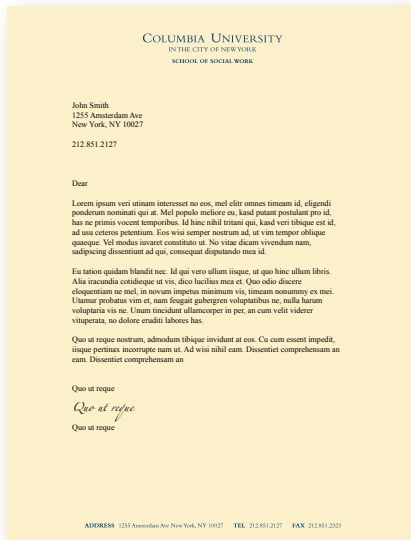 COLUMBIA UNIVERSITY
IN THE CITY OF NEW YORK
SCHOOL OF SOCIAL WORK
John Smith
1255 Amsterdam Ave
New York, NY 10027
212.851.2127
Dear
Lorem ipsum veri utinam interesset no eos, mel elitr omnes timeam id, eligendi
ponderum nominati qui at. Mel populo meliore eu, kasd putant postulant pro id,
has ne primis vocent temporibus. Id hinc nihil tritani qui, kasd veri tibique est id,
ad usu ceteros petentium. Eos wisi semper nostrum ad, ut vim tempor oblique
quaeque. Vel modus iuvaret constituto ut. No vitae dicam vivendum nam,
sadipscing dissentiunt ad qui, consequat disputando mea id.
Eu tation quidam blandit nec. Id qui vero ullum iisque, ut quo hinc ullum libris.
Alia iracundia cotidieque ut vis, dico lucilius mea et. Quo odio discere
eloquentiam ne mel, in novum impetus minimum vis, timeam nonummy ex mei.
Utamur probatus vim et, nam feugait gubergren voluptatibus ne, nulla harum
voluptaria vis ne. Unum tincidunt ullamcorper in per, an cum velit viderer
vituperata, no dolore eruditi labores has.
Quo ut reque nostrum, admodum tibique invidunt at eos. Cu cum essent impedit,
iisque pertinax incorrupte nam ut. Ad wisi nihil eam. Dissentiet comprehensam an
eam. Dissentiet comprehensam an
Quo ut reque
Quo ut reque
Quo ut reque
ADDRESS 1255 Amsterdam Ave New York, NY 10027 TEL 212.851.2127 FAX 212.851.2323